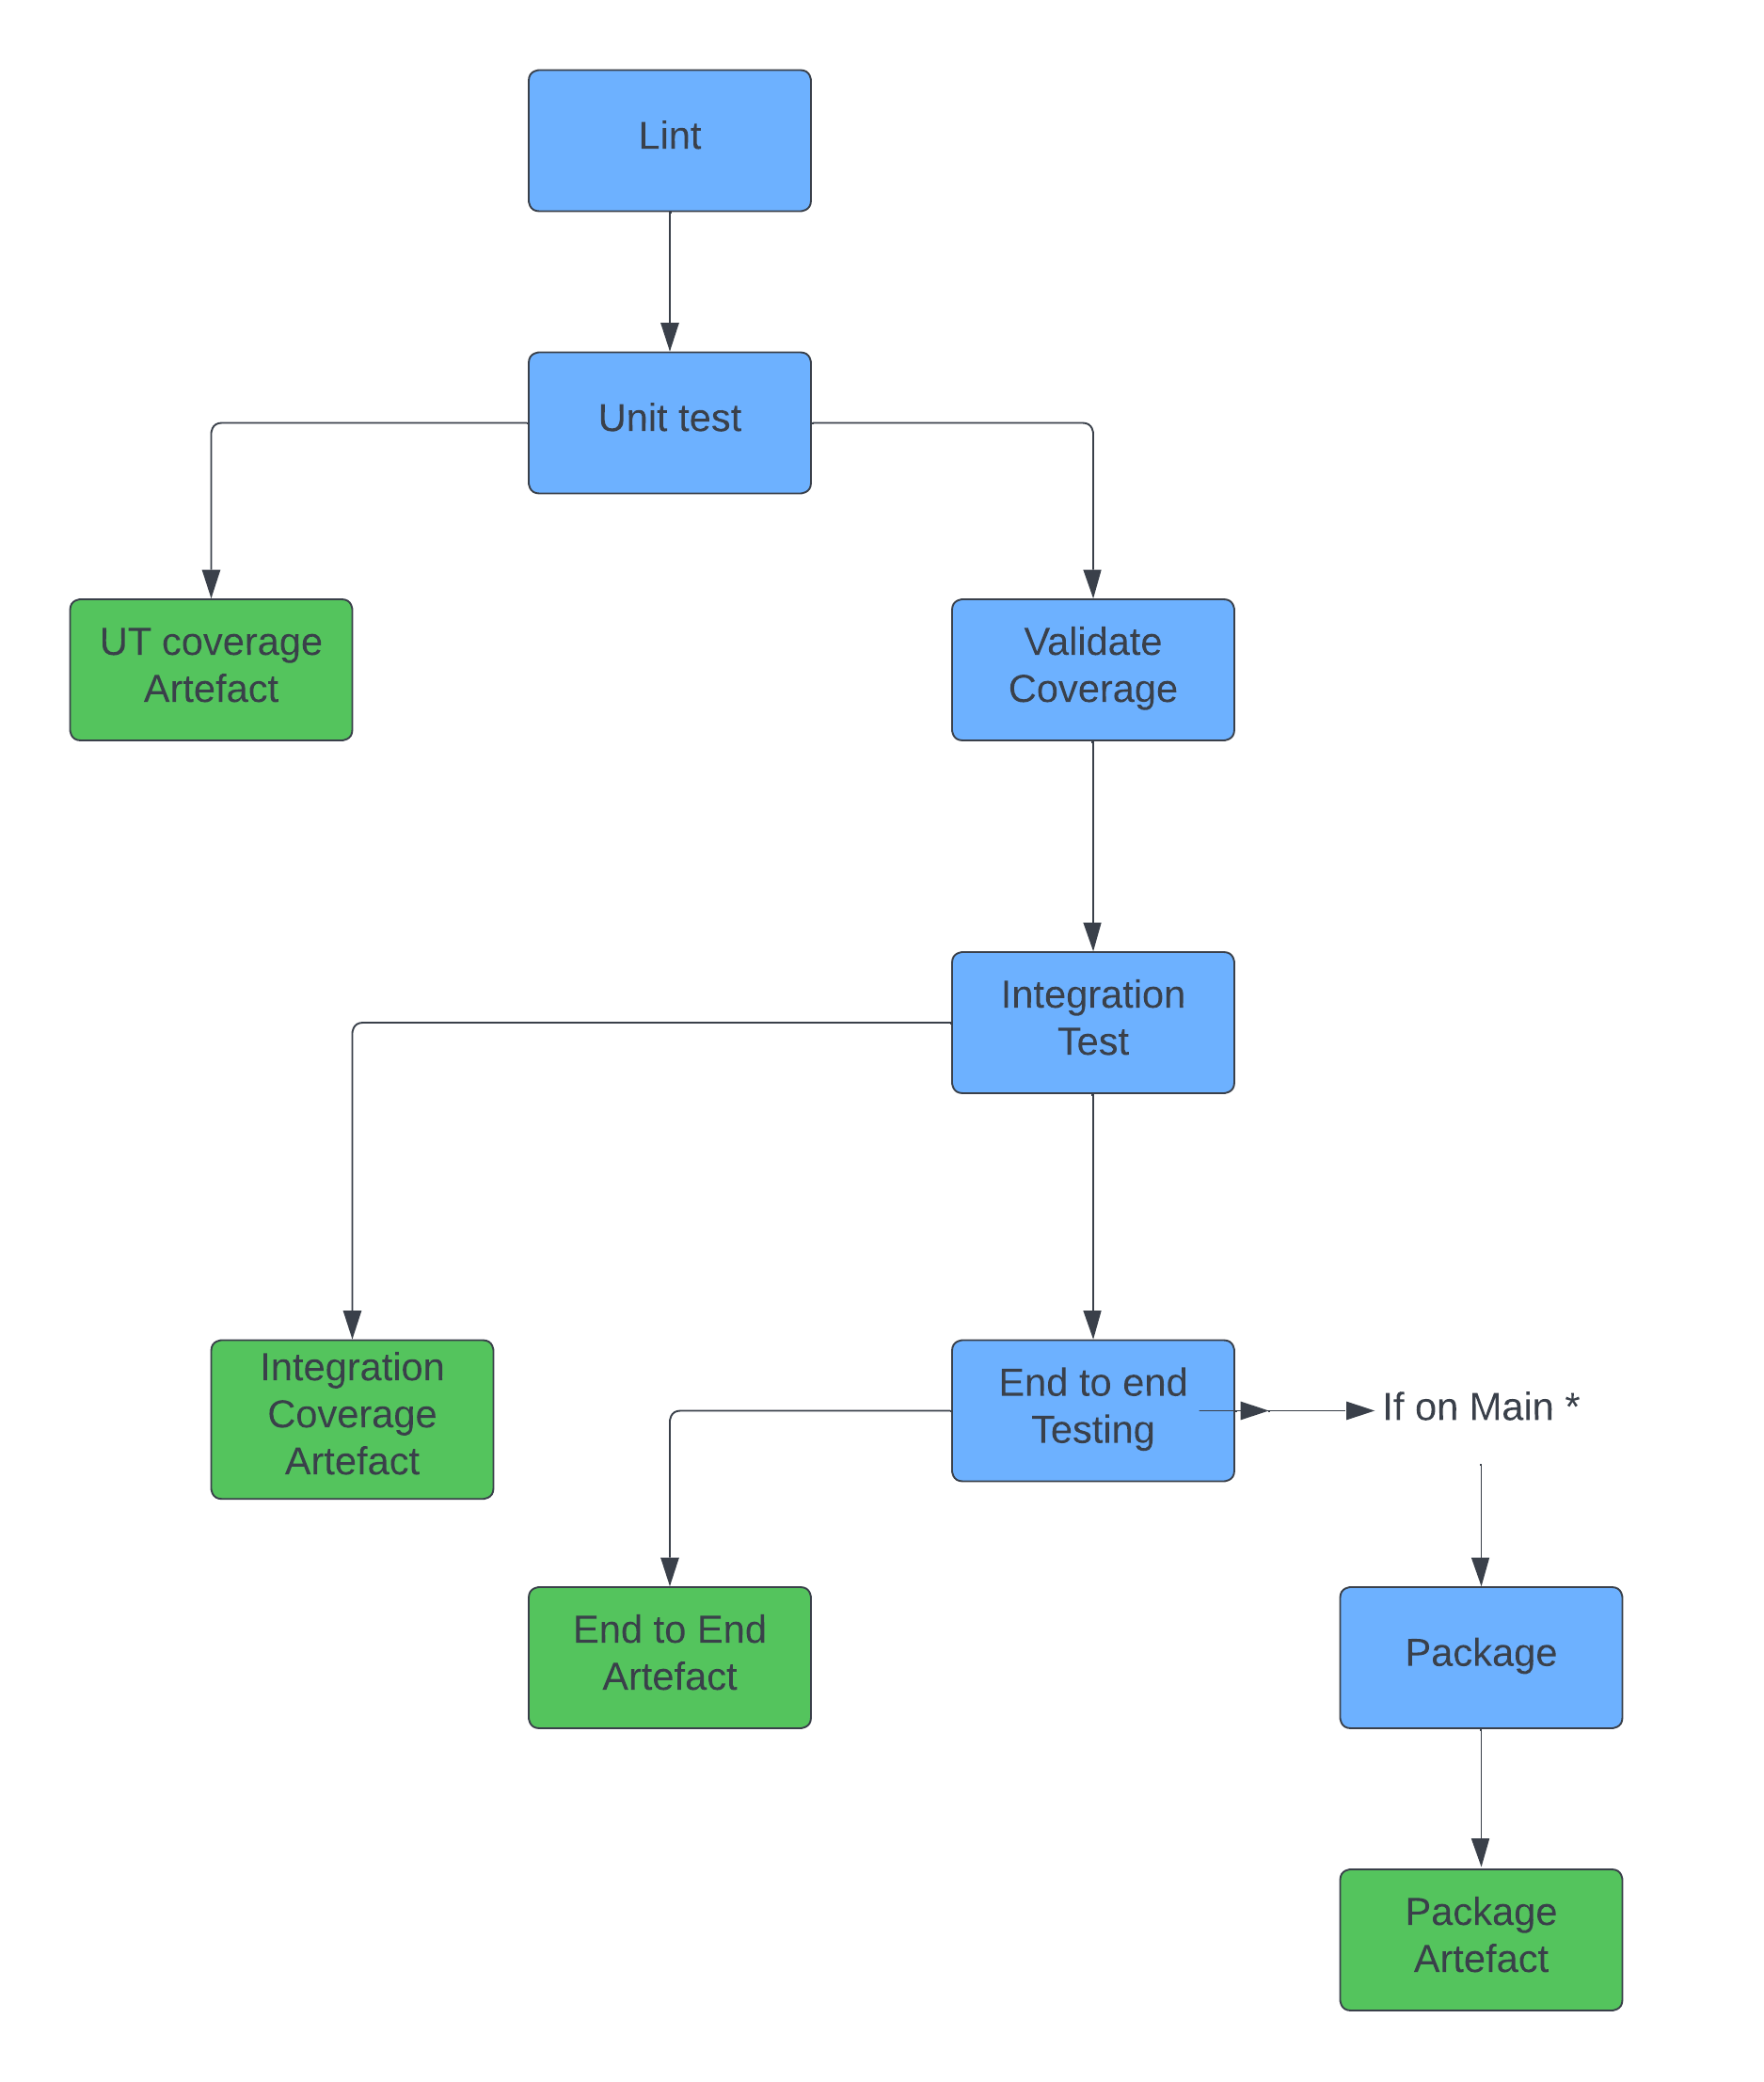 Lint
Unit test
UT coverage
Artefact
Validate
Coverage
Integration
Test
Integration
Coverage
Artefact
End to end
Testing
If on Main *
End to End
Artefact
Package
Package
Artefact